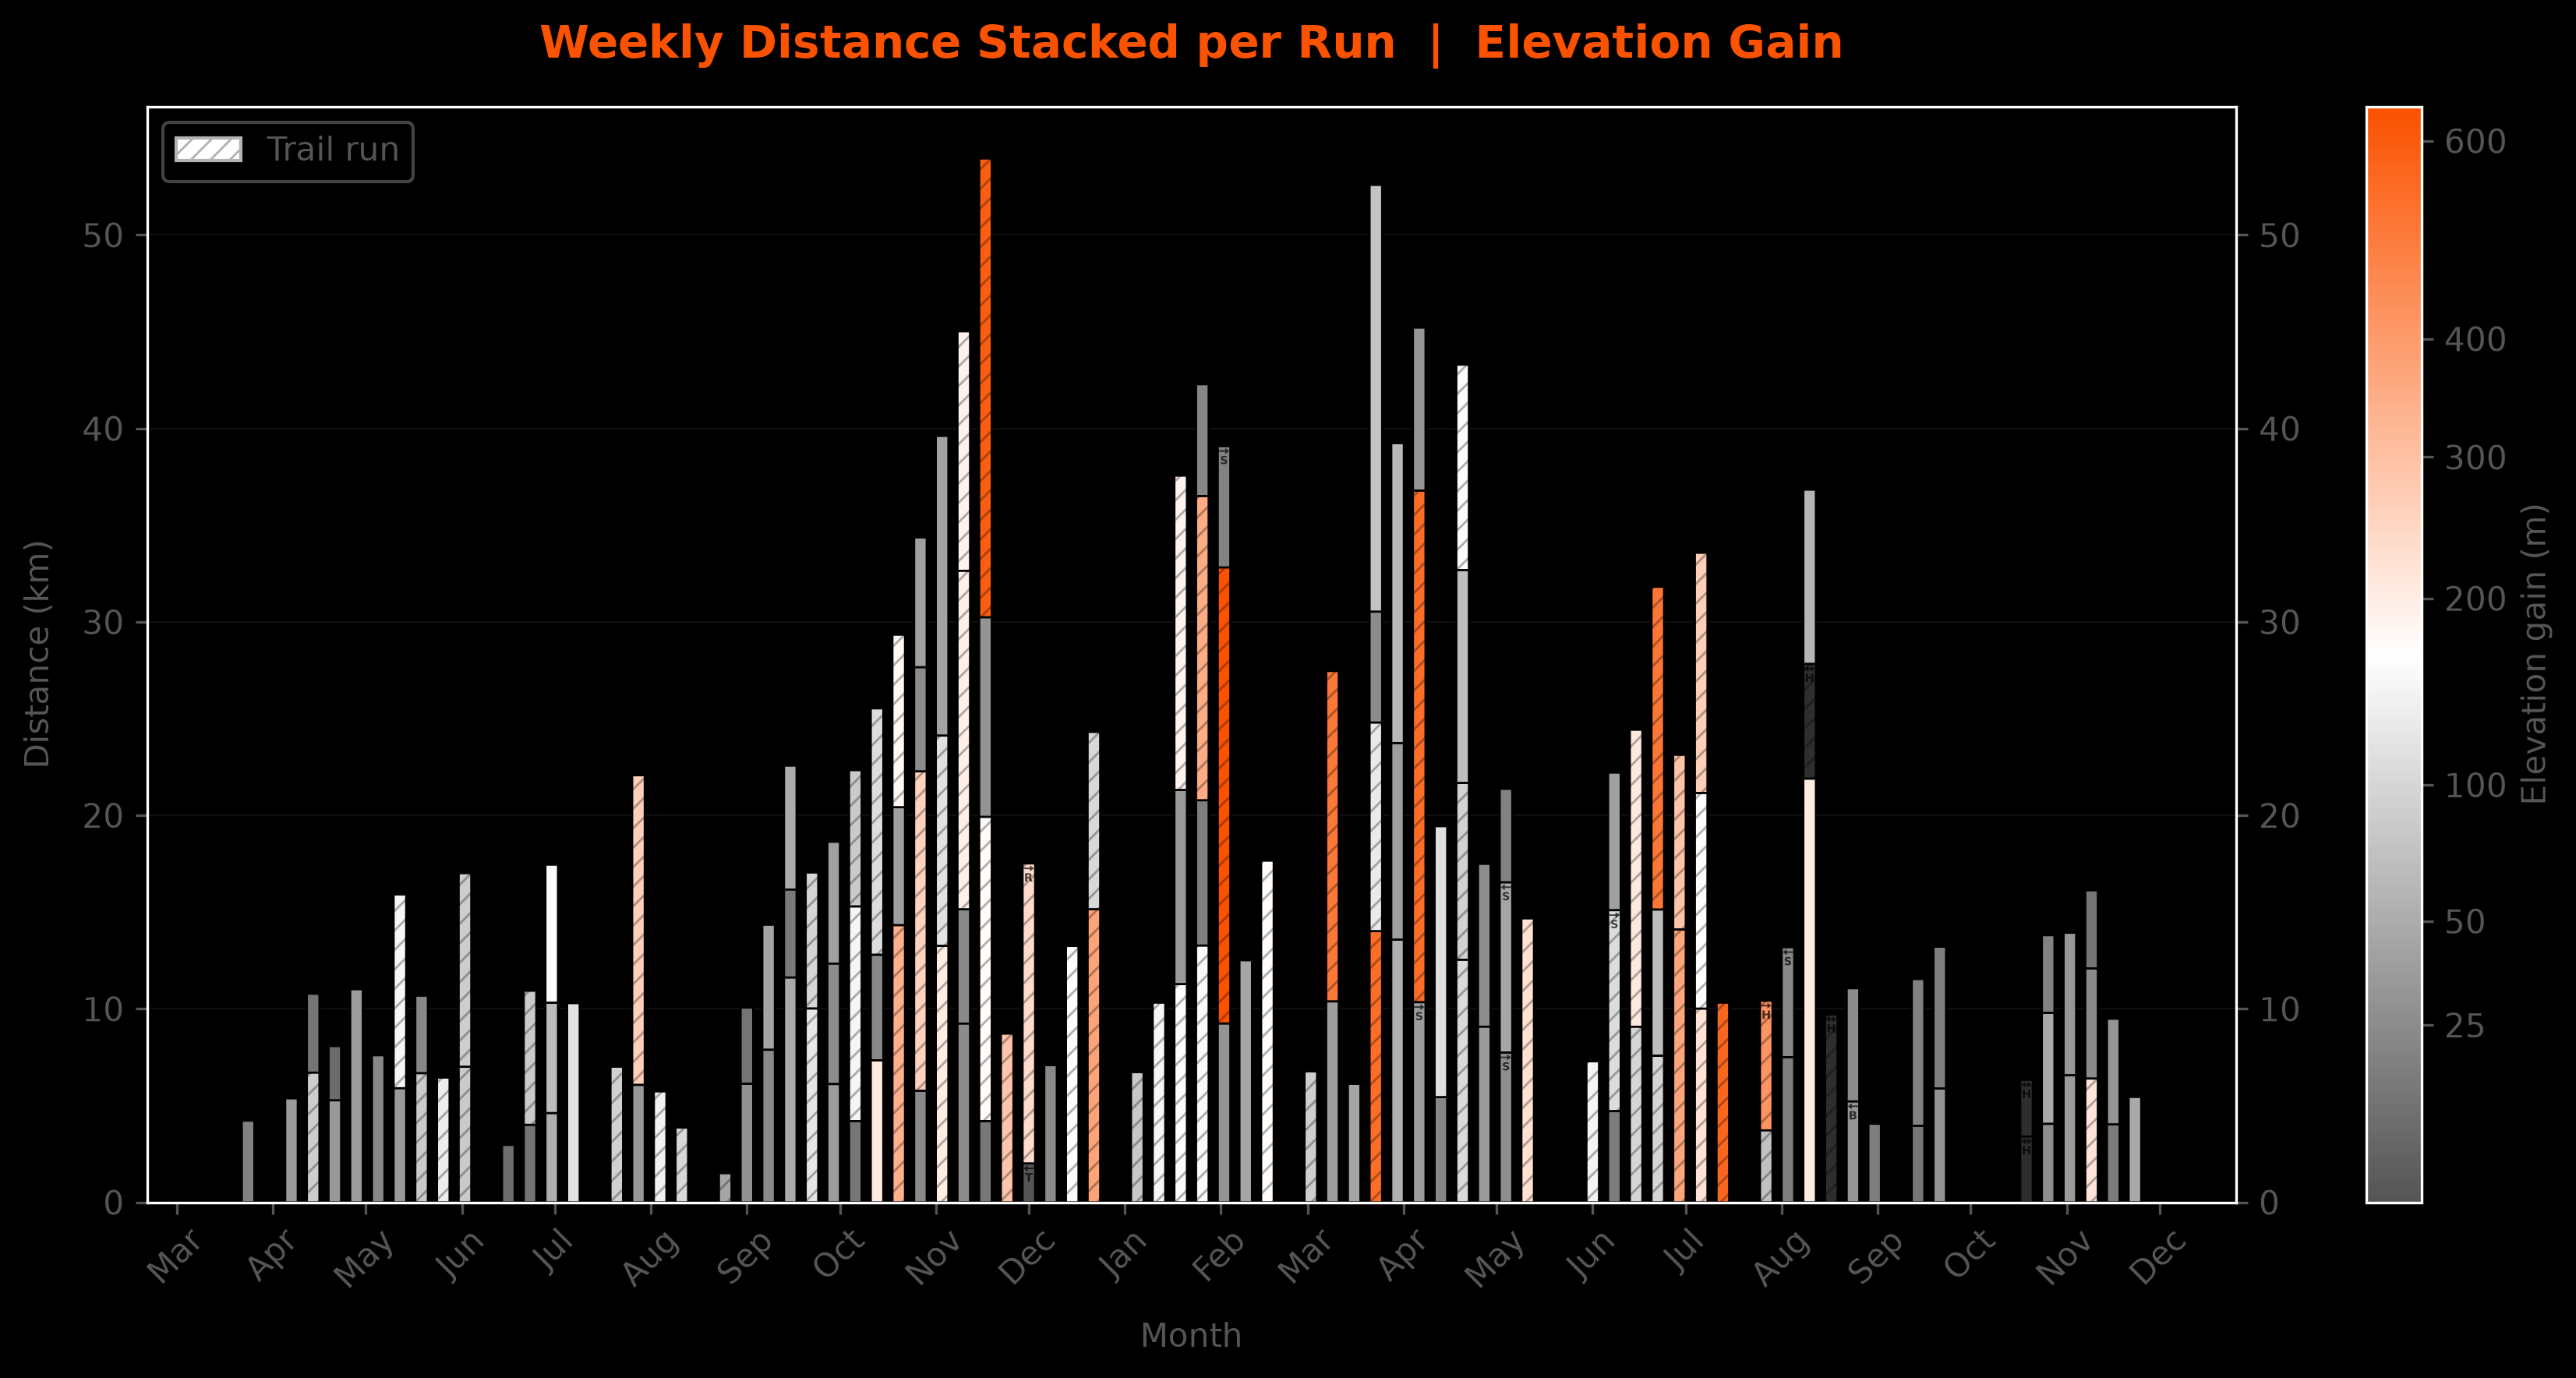 Weekly Distance Stacked per Run | Elevation Gain
Trail run
Distance (km)
50
40
30
20
10
0
50
40
30
20
10
0
600
400
300
200
100
50
25
Elevation gain (m)
S
R
T
S
S
S
S
H
S
H
H
B
H
H
Mar
Apr
May
Jun
Jul
Aug
Sep
Oct
Nov
Dec
Jan
Feb
Mar
Apr
May
Jun
Jul
Aug
Sep
Oct
Nov
Dec
Month